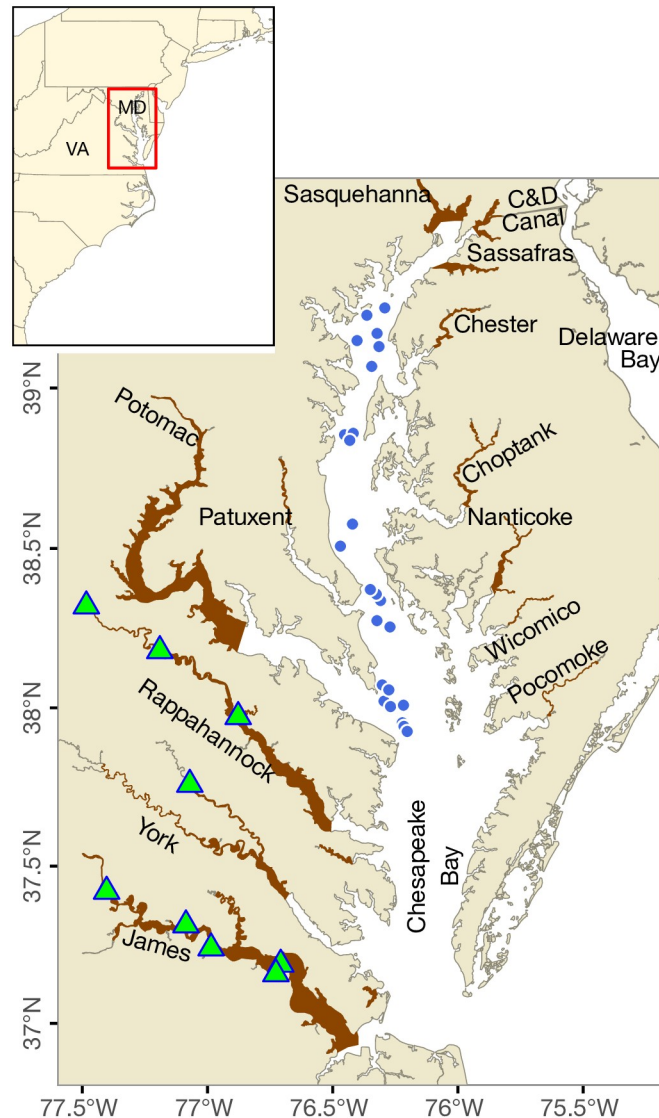 MD
VA
Sasquehanna
C&D
Canal
Sassafras
Chester
Delaware
Bay
Potomac
Choptank
Patuxent
Nanticoke
Wicomico
Pocomoke
Rappahannock
York
Chesapeake
Bay
James
39°N
38.5°N
38°N
37.5°N
37°N
77.5°W
77°W
76.5°W
76°W
75.5°W